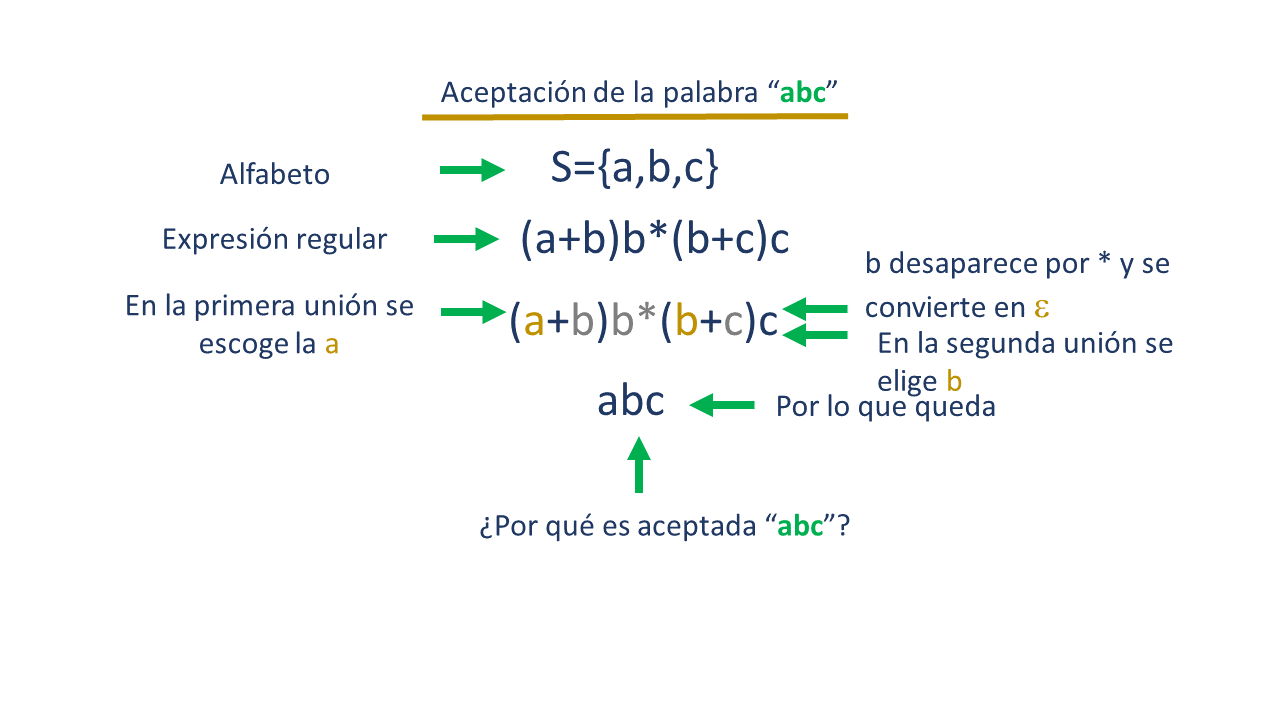 Aceptación de la palabra “abc”
Alfabeto
S={a,b,c}
Expresión regular
(a+b)b*(b+c)c
En la primera unión se
escoge la a
(a+b)b*(b+c)c
b desaparece por * y se
convierte en ε
En la segunda unión se
elige b
abc
Por lo que queda
¿Por qué es aceptada “abc”?